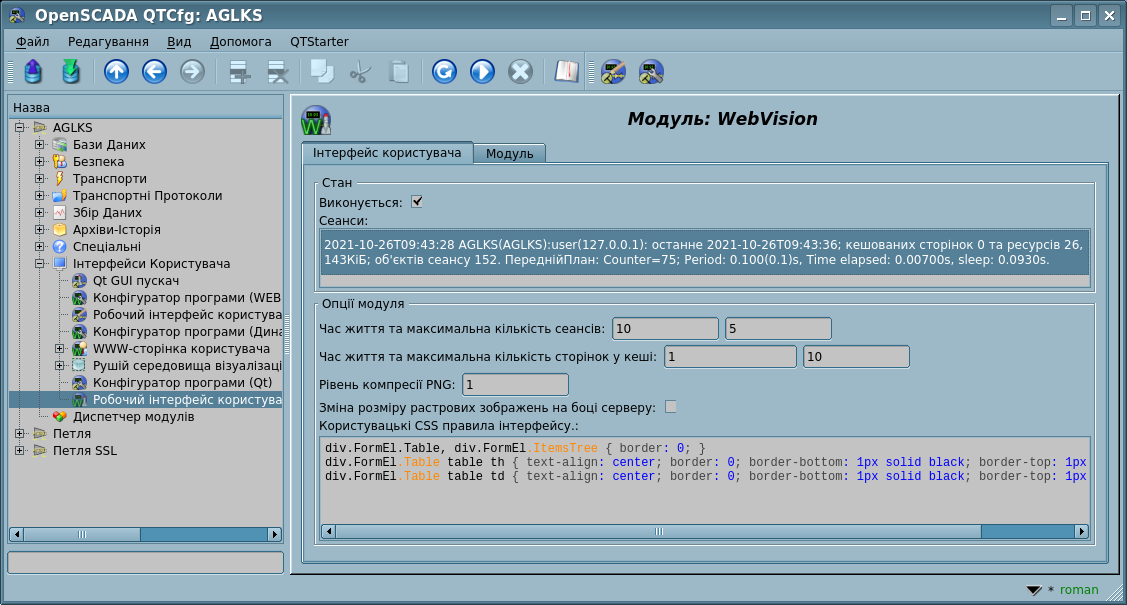 OpenSCADA QTCfg: AGLKS
Файл Редагування Вид Допомога QTStarter
Назва
AGLKS
Бази Даних
Безпека
Транспорти
Транспортні Протоколи
Збір Даних
Архіви-Історія
Спеціальні
Інтерфейси Користувача
Qt GUI пускач
Конфігуратор програми (WEB
Робочий інтерфейс користува
Конфігуратор програми (Дина
WWW-сторінка користувача
Рушій середовища візуалізаці
Конфігуратор програми (Qt)
Робочий інтерфейс користува
Диспетчер модулів
Петля
Петля SSL
Модуль: WebVision
Інтерфейс користувача Модуль
Стан
Виконується:
Сеанси:
2021-10-26T09:43:28 AGLKS(AGLKS):user(127.0.0.1): останнє 2021-10-26T09:43:36; кешованих сторінок 0 та ресурсів 26,
143КіБ; об'єктів сеансу 152. ПереднійПлан: Counter=75; Period: 0.100(0.1)s, Time elapsed: 0.00700s, sleep: 0.0930s.
Опції модуля
Час життя та максимальна кількість сеансів: 10 5
Час життя та максимальна кількість сторінок у кеші: 1 10
Рівень компресії PNG: 1
Зміна розміру растрових зображень на боці серверу:
Користувацькі CSS правила інтерфейсу.:
div.FormEl.Table, div.FormEl.ItemsTree { border: 0; }
div.FormEl.Table table th { text-align: center; border: 0; border-bottom: 1px solid black; border-top: 1px
div.FormEl.Table table td { text-align: center; border: 0; border-bottom: 1px solid black; border-top: 1px
* roman